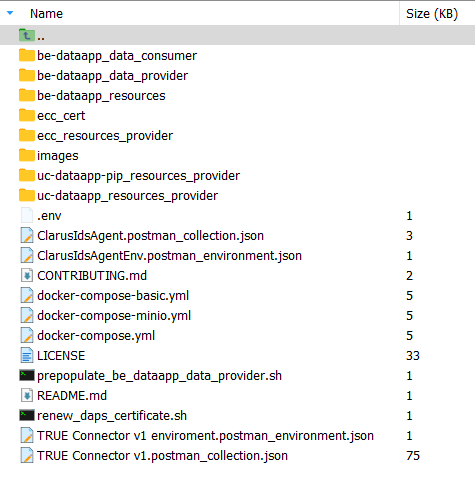 Name Size (KB)
..
be-dataapp_data_consumer
be-dataapp_data_provider
be-dataapp_resources
ecc_cert
ecc_resources_provider
images
uc-dataapp-pip_resources_provider
uc-dataapp_resources_provider
.env 1
ClarusIdsAgent.postman_collection.json 3
ClarusIdsAgentEnv.postman_environment.json 1
CONTRIBUTING.md 2
docker-compose-basic.yml 5
docker-compose-minio.yml 5
docker-compose.yml 5
LICENSE 33
prepopulate_be_dataapp_data_provider.sh 1
README.md 1
renew_daps_certificate.sh 1
TRUE Connector v1 enviroment.postman_environment.json 1
TRUE Connector v1.postman_collection.json 75